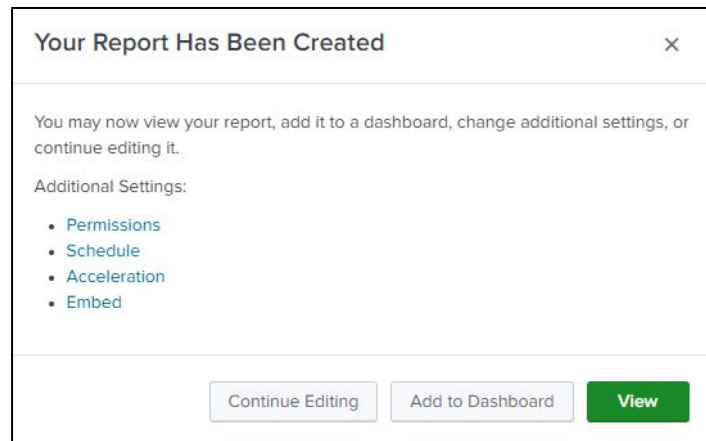 Your Report Has Been Created
You may now view your report, add it to a dashboard, change additional settings, or
continue editing it.
Additional Settings:
• Permissions
• Schedule
• Acceleration
• Embed
Continue Editing Add to Dashboard View